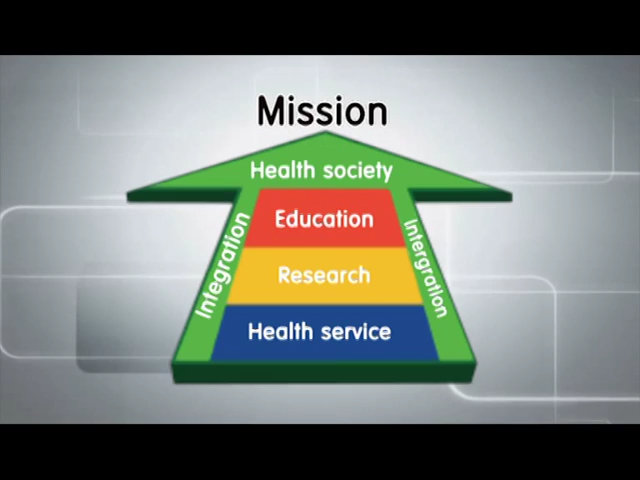 Mission
Health society
Integration
Education
Intergration
Research
Health service